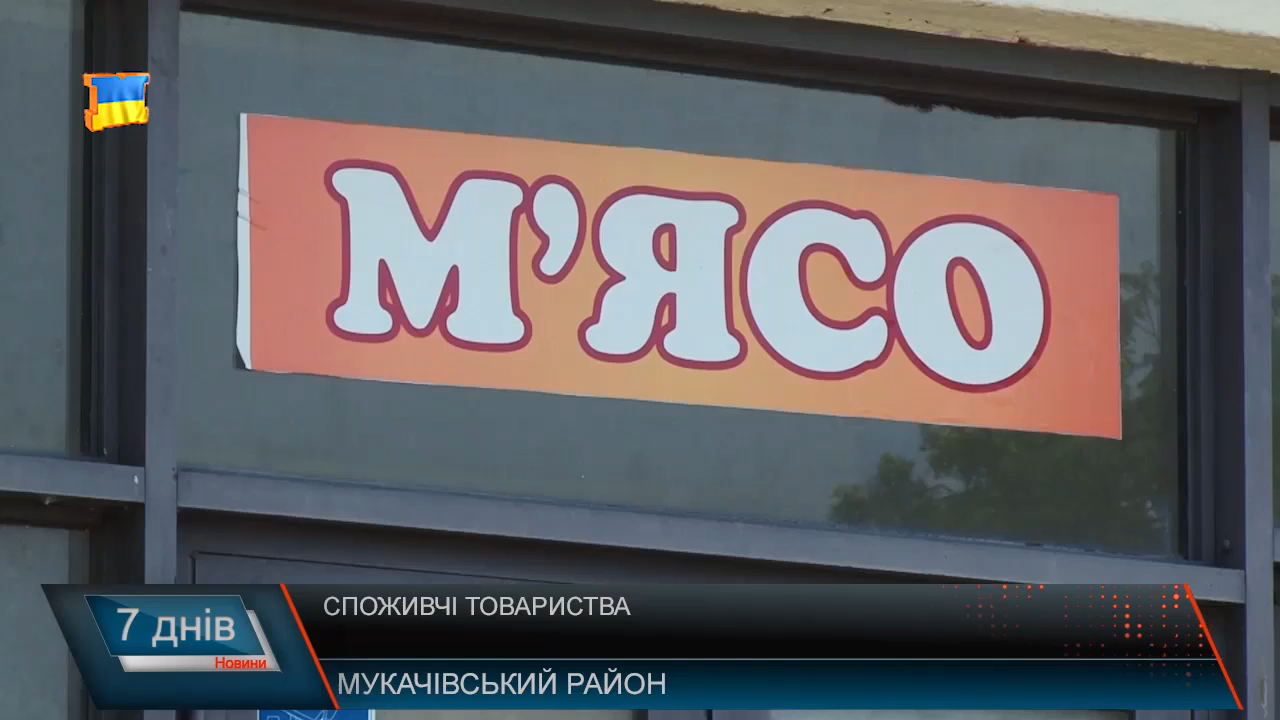 М'ЯСО
7 днів
Новини
СПОЖИВЧІ ТОВАРИСТВА
МУКАЧІВСЬКИЙ РАЙОН